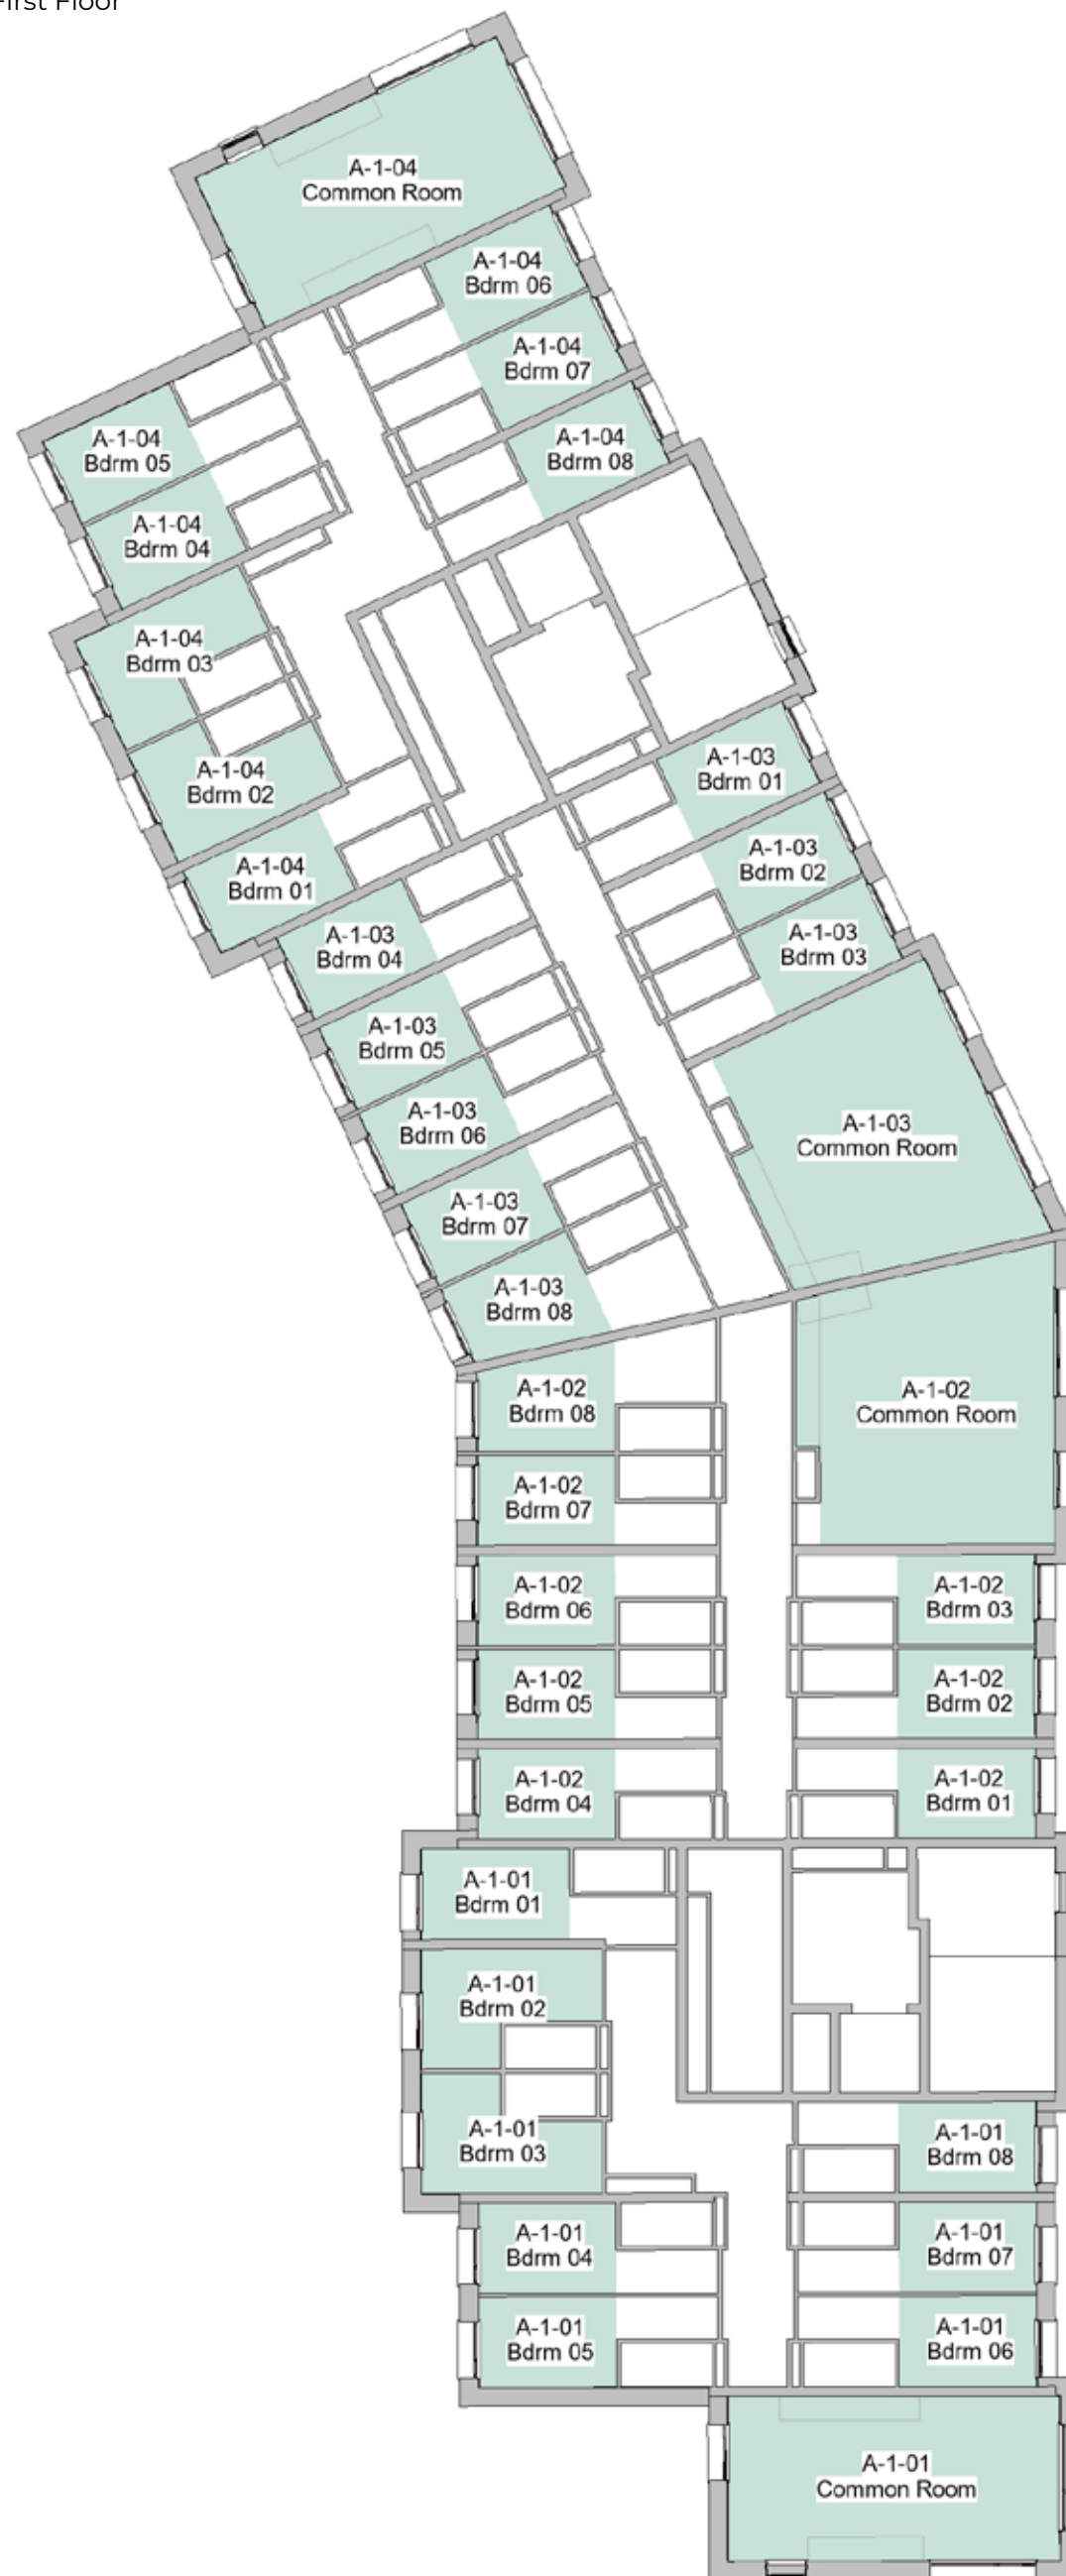 First Floor
A-1-04
Common Room
A-1-04
Bdrm 06
A-1-04
Bdrm 07
A-1-04
Bdrm 08
A-1-04
Bdrm 05
A-1-04
Bdrm 04
A-1-04
Bdrm 03
A-1-04
Bdrm 02
A-1-04
Bdrm 01
A-1-03
Bdrm 01
A-1-03
Bdrm 02
A-1-03
Bdrm 03
A-1-03
Bdrm 04
A-1-03
Bdrm 05
A-1-03
Bdrm 06
A-1-03
Common Room
A-1-03
Bdrm 07
A-1-03
Bdrm 08
A-1-02
Bdrm 08
A-1-02
Common Room
A-1-02
Bdrm 07
A-1-02
Bdrm 06
A-1-02
Bdrm 03
A-1-02
Bdrm 05
A-1-02
Bdrm 02
A-1-02
Bdrm 04
A-1-02
Bdrm 01
A-1-01
Bdrm 01
A-1-01
Bdrm 02
A-1-01
Bdrm 03
A-1-01
Bdrm 08
A-1-01
Bdrm 04
A-1-01
Bdrm 07
A-1-01
Bdrm 05
A-1-01
Bdrm 06
A-1-01
Common Room